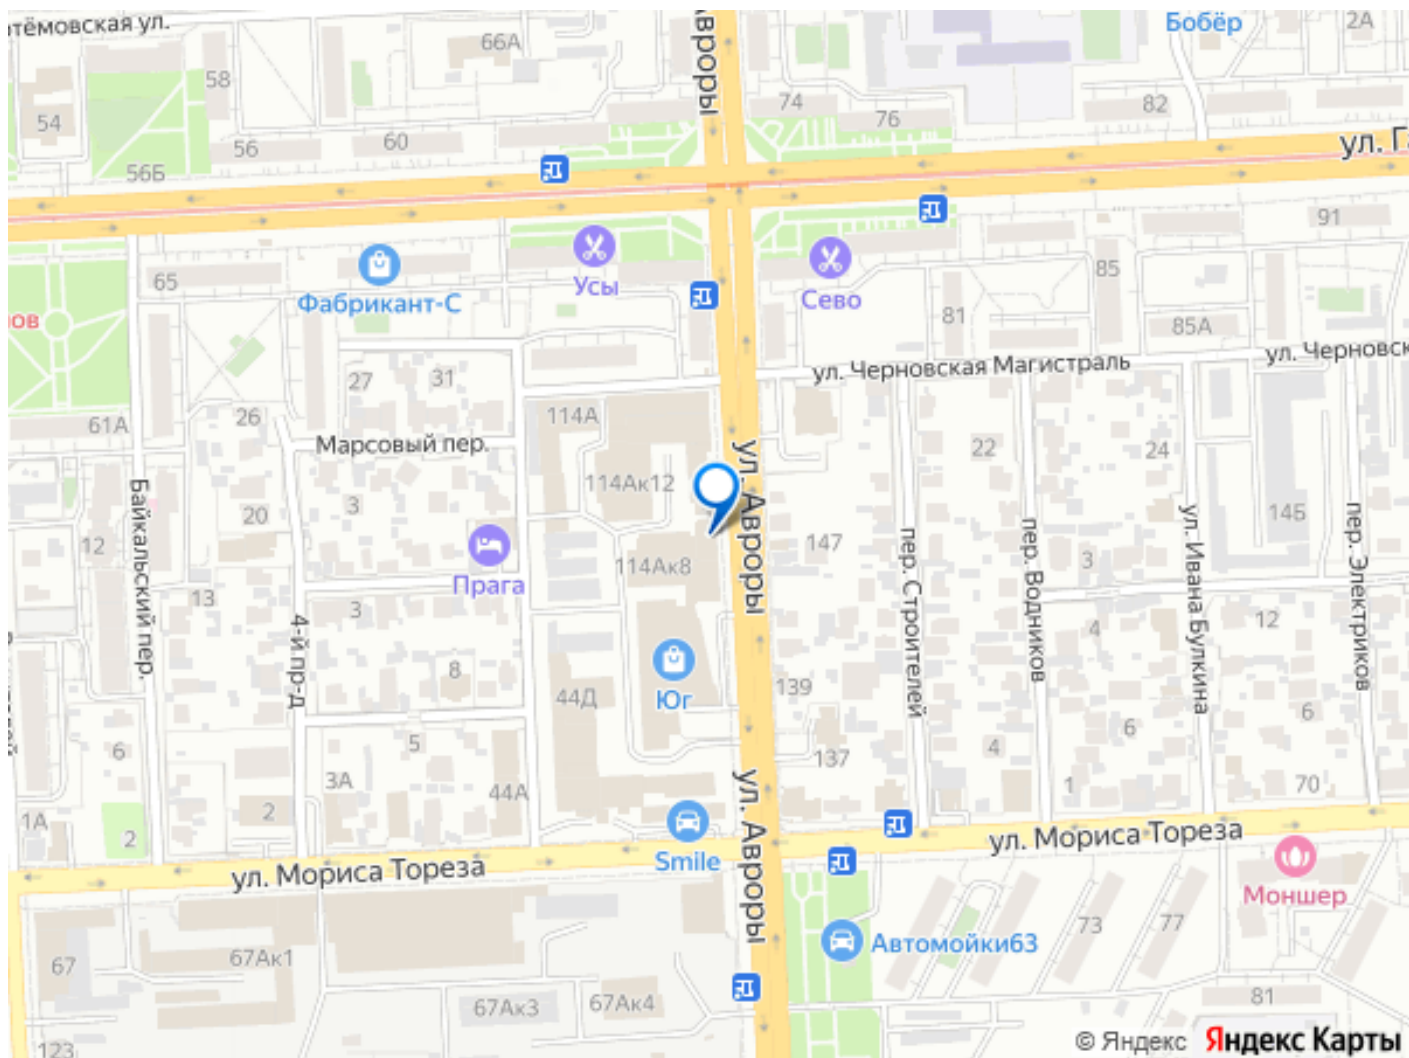 тёмовская ул.
66А
Бобёр
2А
Авроры
58
54
74
76
82
56
60
ул. Га
56Б
91
65
Усы
Фабрикант-С
Сево
81
85
85А
ов
ул. Черновская Магистраль
ул. Черновск
27
31
26
61А
114А
Марсовый пер.
22
24
ул. Авроры
114Ак12
3
20
12
14Б
Байкальский пер.
Прага
114Ак8
147
пер. Строителей
пер. Водников
3
ул. Ивана Булкина
пер. Электриков
13
3
4-й пр-д
4
12
8
44Д
Юг
139
6
5
137
4
6
6
3А
44А
1
70
2
1А
2
ул. Авроры
Smile
ул. Мориса Тореза
ул. Мориса Тореза
Моншер
73
77
Автомойки63
67
67Ак1
67Ак3
67Ак4
81
123
© Яндекс Яндекс Карты